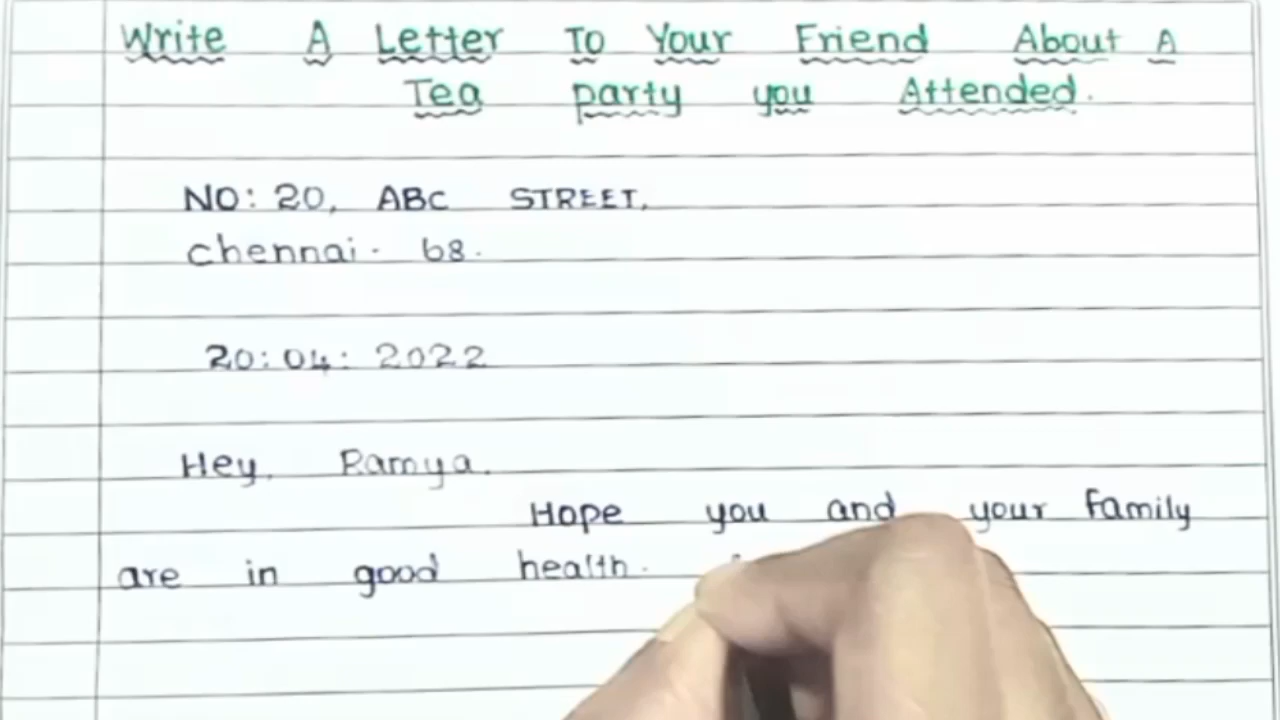 Write A Letter To Your Friend About A
Tea party you Attended.
NO: 20, ABC STREET,
Chennai. 68.
20:04: 2022
Hey, Ramya.
Hope you and your family
are in good health.